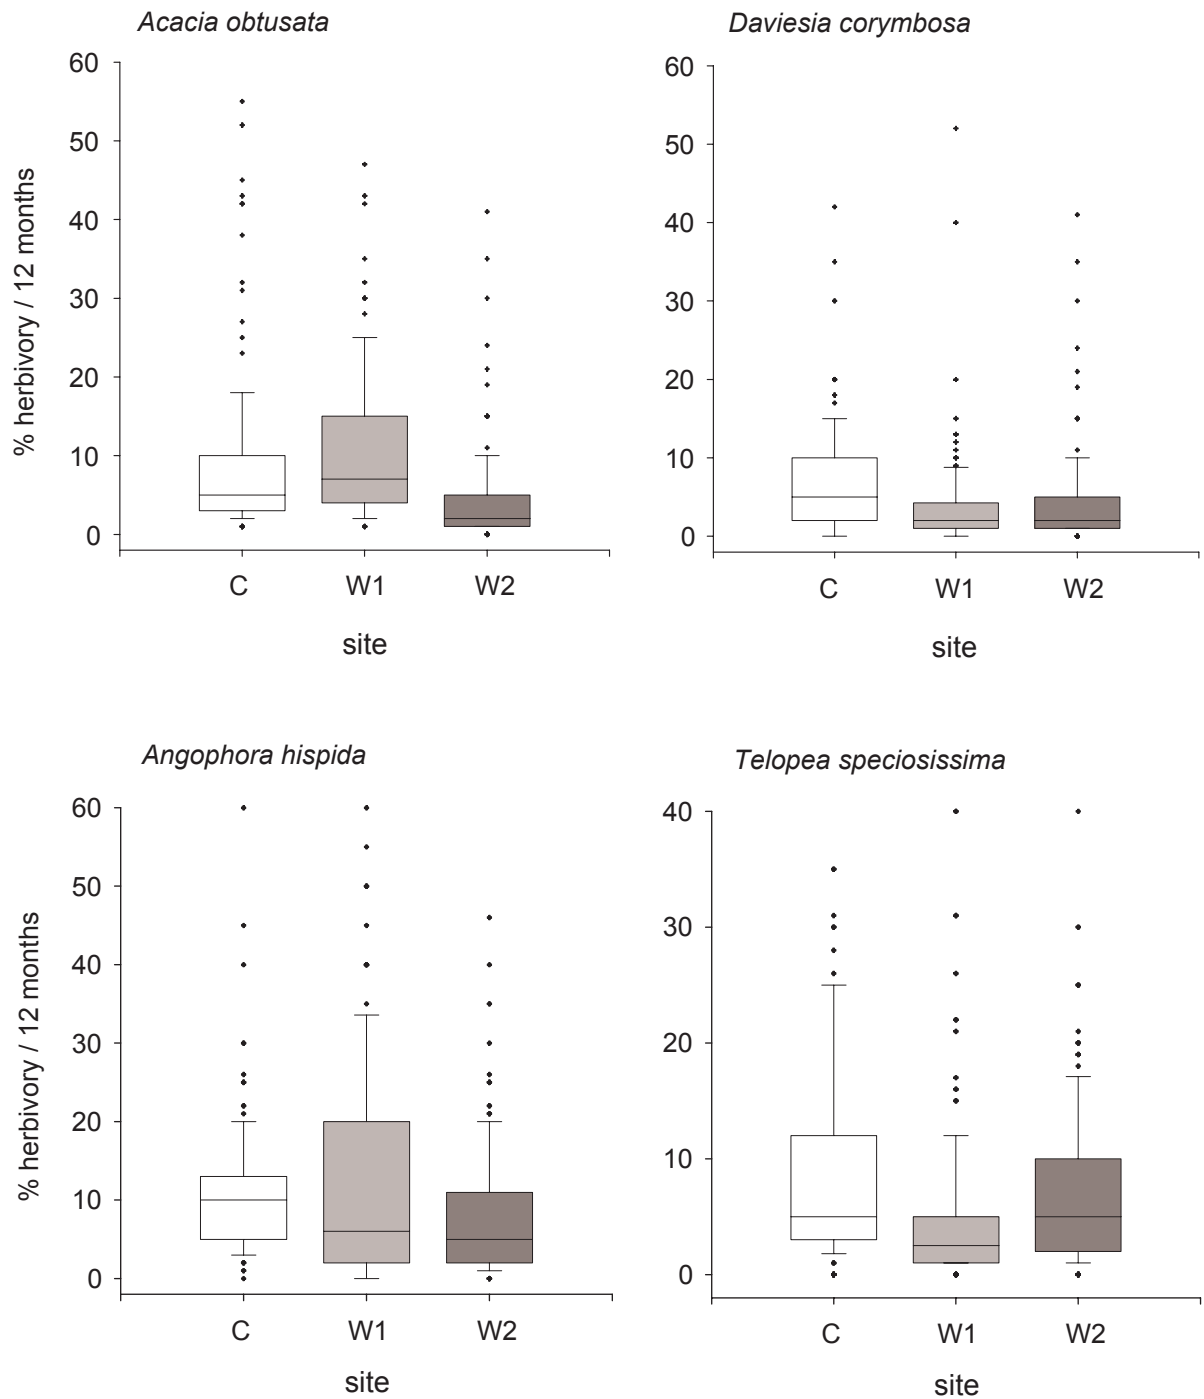 Acacia obtusata
60
50
40
30
20
10
0
% herbivory / 12 months
C W1 W2
site
Daviesia corymbosa
60
50
40
30
20
10
0
C W1 W2
site
Angophora hispida
60
50
40
30
20
10
0
% herbivory / 12 months
C W1 W2
site
Telopea speciosissima
40
30
20
10
0
C W1 W2
site